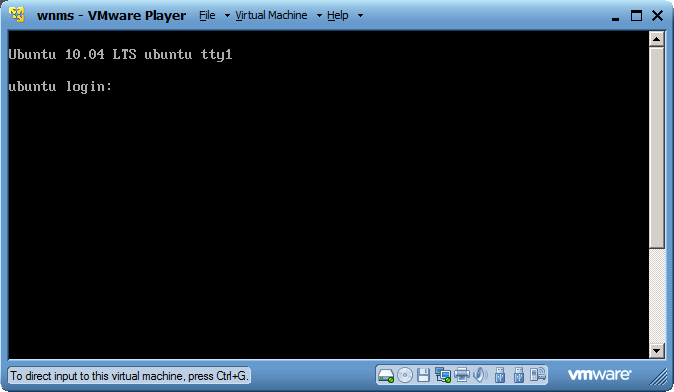 wnms - VMware Player File Virtual Machine Help
Ubuntu 10.04 LTS ubuntu tty1
ubuntu login:
To direct input to this virtual machine, press Ctrl+G.
vmware